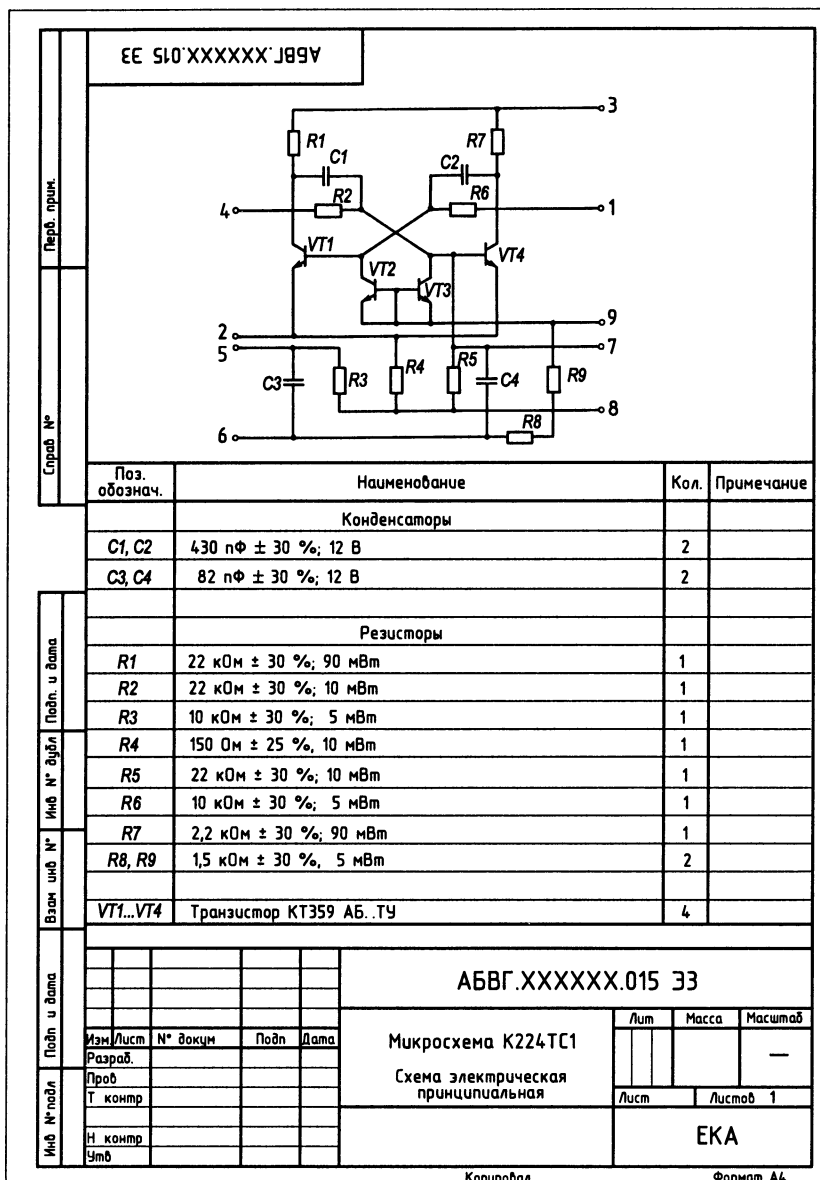 АБВГ.XXXXXX.015 Э3
3
R1
R7
C1
C2
R2
R6
4
1
VT1
VT4
VT2
VT3
9
2
7
5
R5
R4
C3
R3
C4
R9
8
R8
6
Поз. обознач.
Наименование
Кол.
Примечание
Конденсаторы
C1, C2 430 пФ ± 30 %; 12 В 2
C3, C4 82 пФ ± 30 %; 12 В 2
Резисторы
R1 22 кОм ± 30 %; 90 мВт 1
R2 22 кОм ± 30 %; 10 мВт 1
R3 10 кОм ± 30 %; 5 мВт 1
R4 150 Ом ± 25 %, 10 мВт 1
R5 22 кОм ± 30 %; 10 мВт 1
R6 10 кОм ± 30 %; 5 мВт 1
R7 2,2 кОм ± 30 %; 90 мВт 1
R8, R9 1,5 кОм ± 30 %, 5 мВт 2
VT1...VT4 Транзистор КТ359 АБ. .ТУ 4
Перв. прим.
Справ №
Подп. и дата
Инв № дубл
Взам инв №
Подп и дата
Инв № подл
АБВГ.XXXXXX.015 Э3
Изм. Лист № докум Подп Дата
Разраб.
Пров
Т контр
Н контр
Утв
Микросхема К224ТС1
Схема электрическая
принципиальная
Лит Масса Масштаб
—
Лист Листов 1
ЕКА
Копировал Формат А4